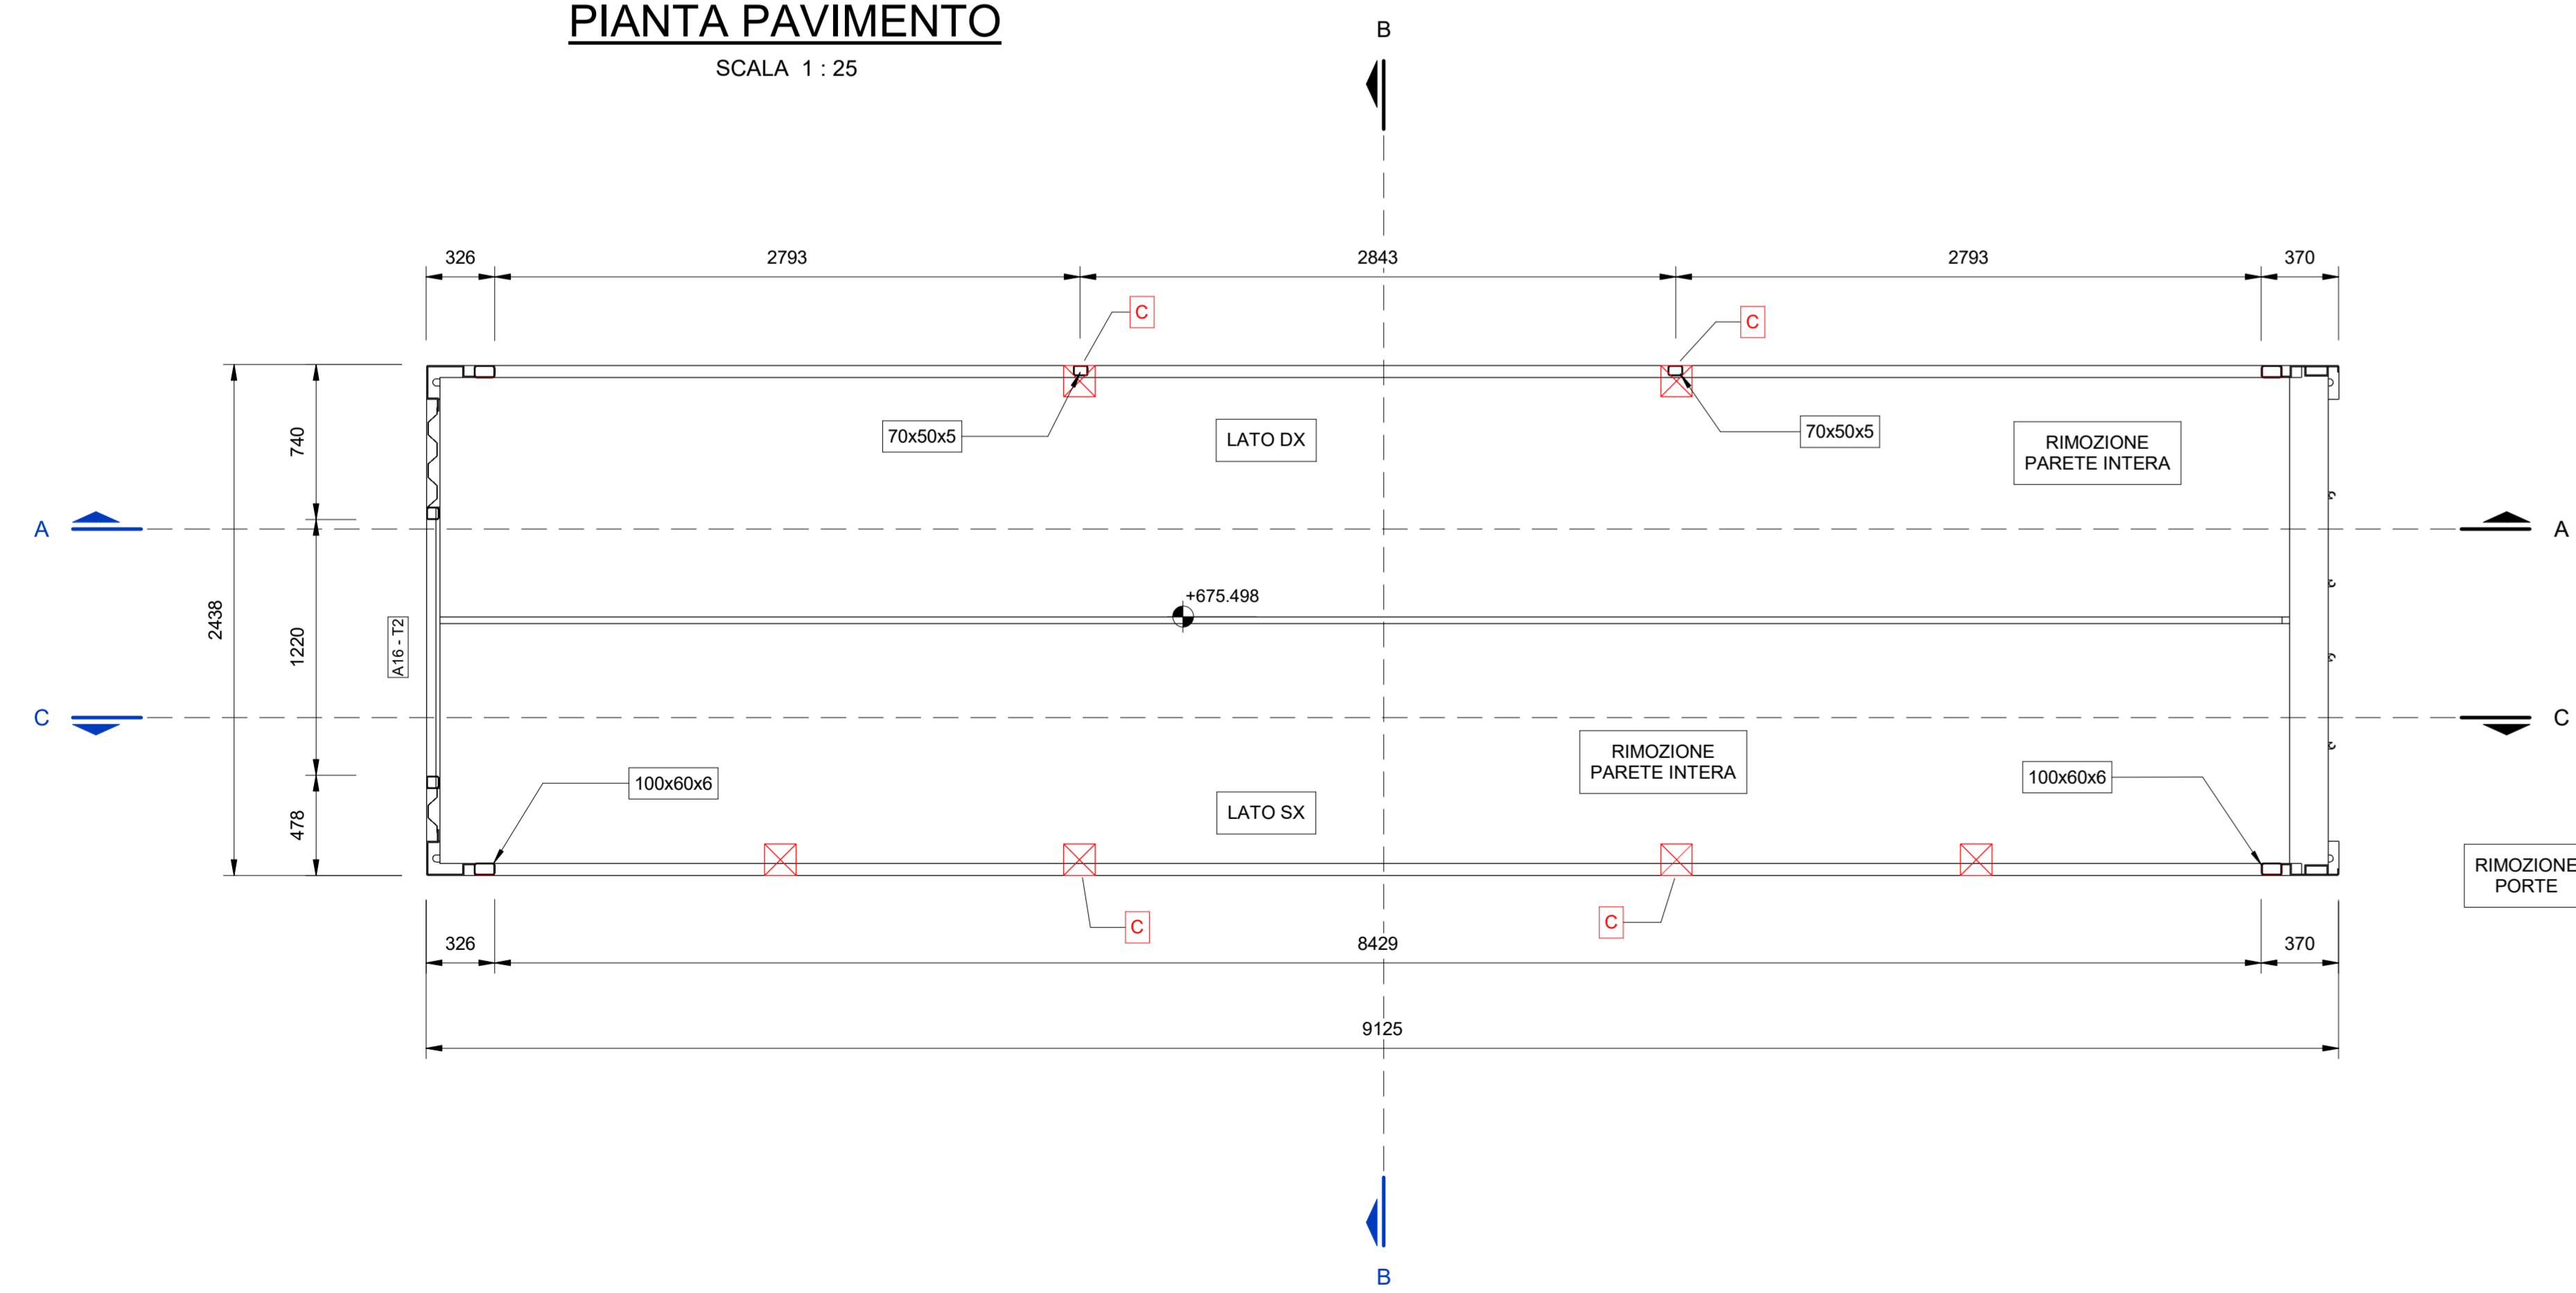 PIANTA PAVIMENTO
SCALA 1 : 25
B
326
2793
2843
2793
370
C
C
70x50x5
LATO DX
70x50x5
RIMOZIONE
PARETE INTERA
740
A
A
+675.498
2438
1220
A16 - T2
C
C
RIMOZIONE
PARETE INTERA
100x60x6
100x60x6
LATO SX
478
RIMOZIONE
PORTE
C
C
326
8429
370
9125
B